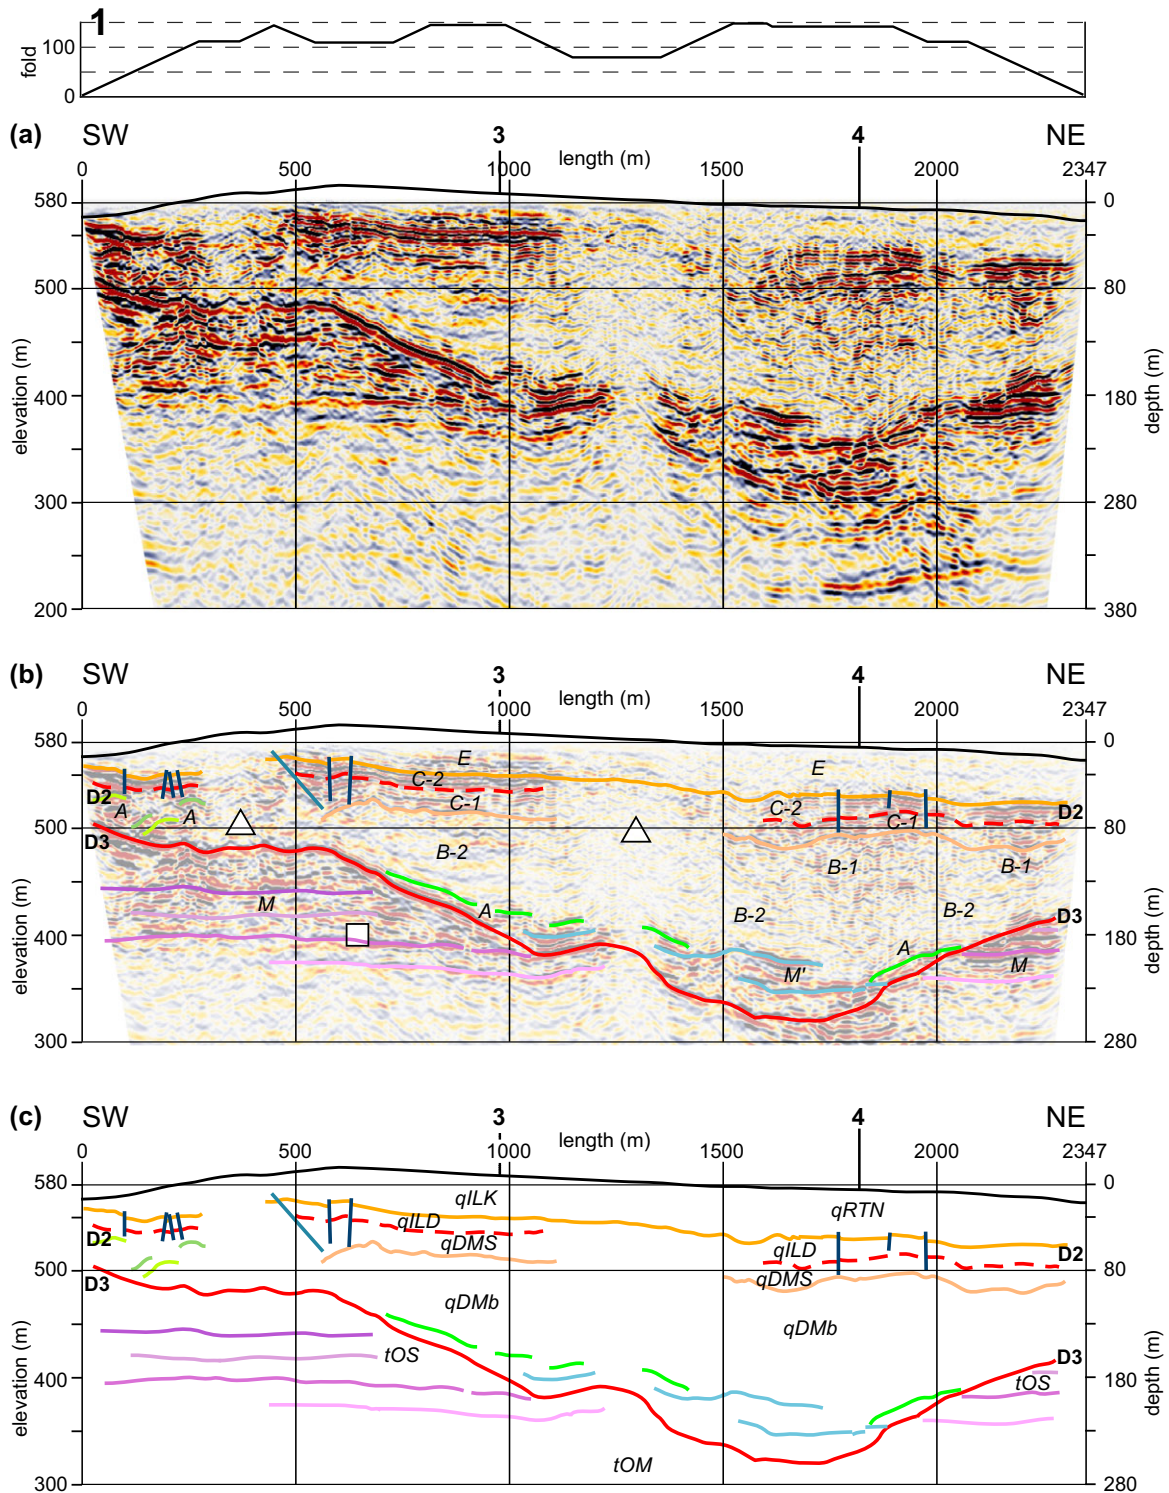 1
fold
100
0
(a) SW 3 4 NE
length (m)
0 500 1000 1500 2000 2347
580 0
500 80
400 180
300 280
200 380
elevation (m)
depth (m)
(b) SW 3 4 NE
length (m)
0 500 1000 1500 2000 2347
580 0
E E
C-2 C-2
D2 A A C-1 C-1 D2
500 80
D3 B-2 B-1 B-1
M A B-2 B-2 D3
400 180
A
M' M
300 280
elevation (m)
depth (m)
(c) SW 3 4 NE
length (m)
0 500 1000 1500 2000 2347
580 0
qILK qRTN
qILD
D2 qDMS qILD D2
500 80
D3 qDMS
qDMb qDMb
tOS D3
400 180
tOS
tOM
300 280
elevation (m)
depth (m)